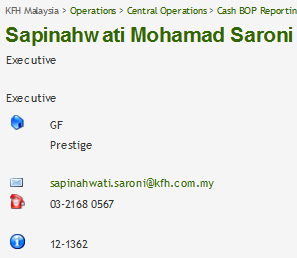 KFH Malaysia > Operations > Central Operations > Cash BOP Reportin
Sapinahwati Mohamad Saroni
Executive
Executive
GF
Prestige
sapinahwati.saroni@kfh.com.my
03-2168 0567
12-1362